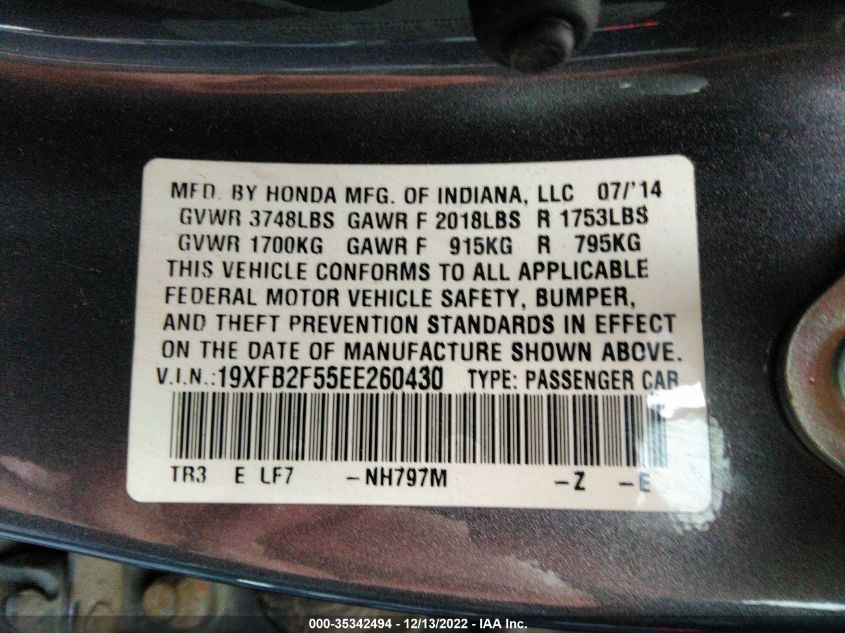 MFD. BY HONDA MFG. OF INDIANA, LLC 07/'14
GVWR 3748LBS GAWR F 2018LBS R 1753LBS
GVWR 1700KG GAWR F 915KG R 795KG
THIS VEHICLE CONFORMS TO ALL APPLICABLE
FEDERAL MOTOR VEHICLE SAFETY, BUMPER,
AND THEFT PREVENTION STANDARDS IN EFFECT
ON THE DATE OF MANUFACTURE SHOWN ABOVE.
V.I.N.:19XFB2F55EE260430 TYPE: PASSENGER CAR
TR3 E LF7 -NH797M -Z -E
000-35342494 - 12/13/2022 - IAA Inc.